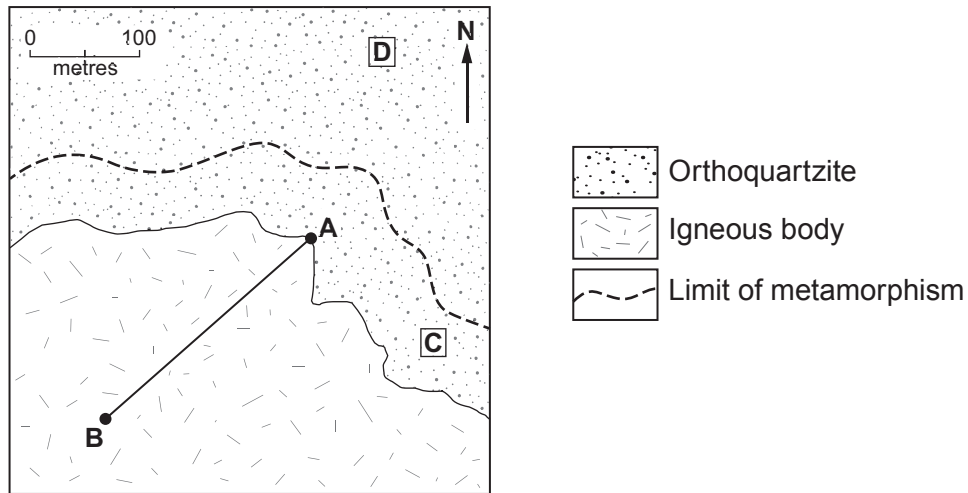 0 100
metres
N
D
A
C
B
Orthoquartzite
Igneous body
Limit of metamorphism